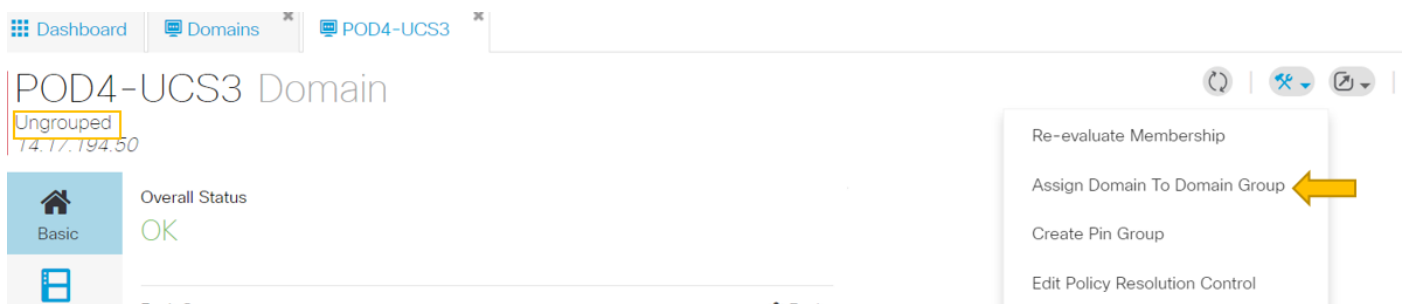 Dashboard
Domains
POD4-UCS3
POD4-UCS3 Domain
Ungrouped
14.17.194.50
Re-evaluate Membership
Assign Domain To Domain Group
Create Pin Group
Edit Policy Resolution Control
Basic
Overall Status
OK